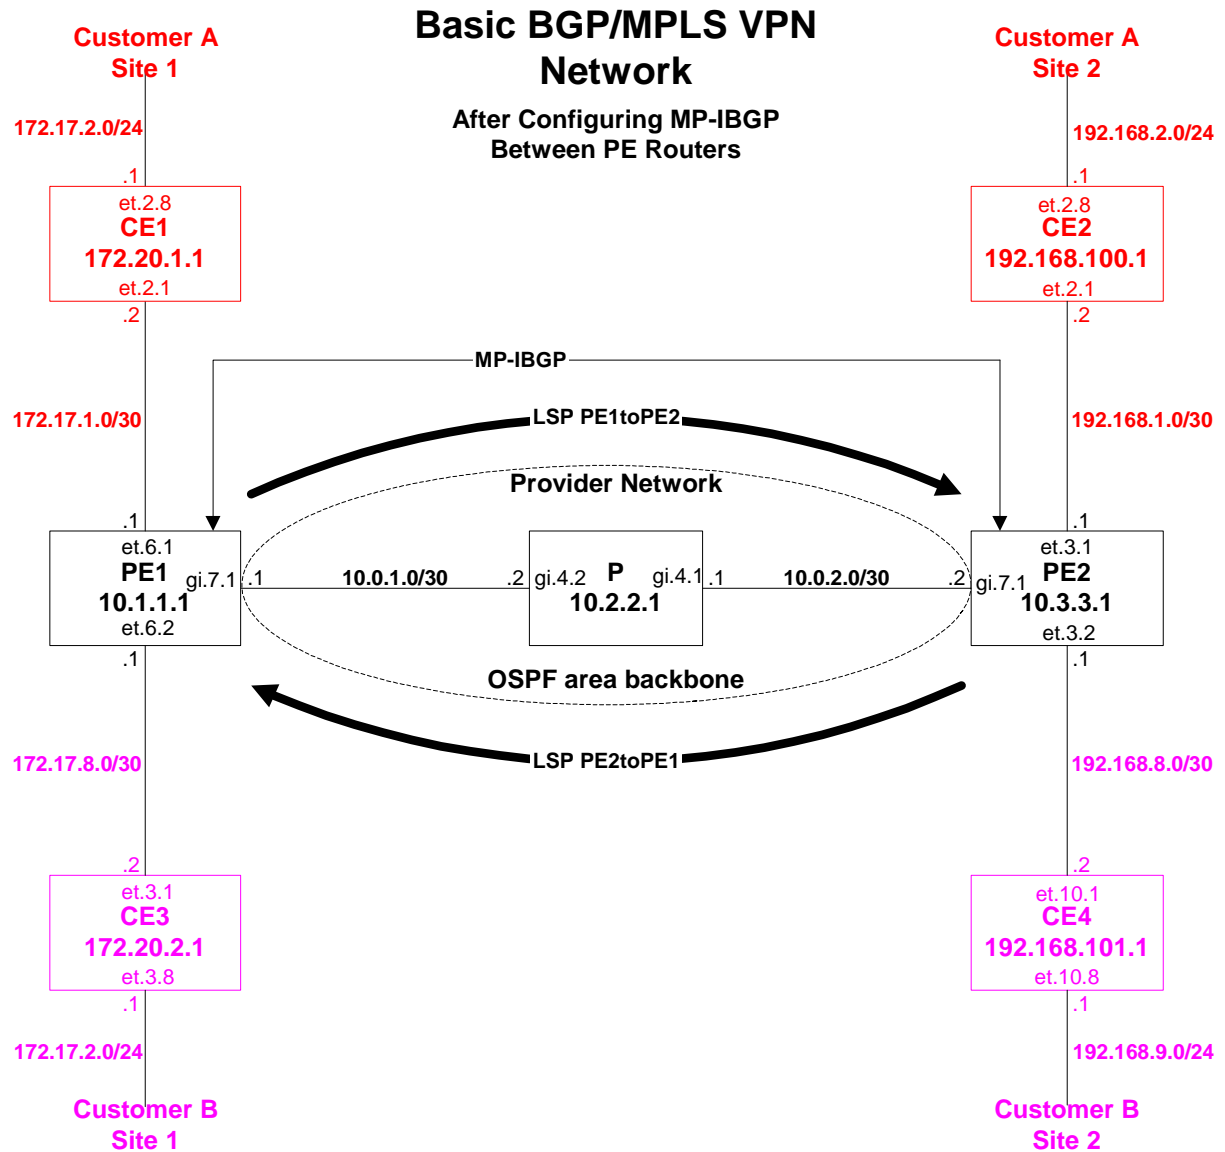 Basic BGP/MPLS VPN
Network
After Configuring MP-IBGP
Between PE Routers
Customer A
Site 1
Customer A
Site 2
172.17.2.0/24
192.168.2.0/24
.1
.1
et.2.8
CE1
172.20.1.1
et.2.1
et.2.8
CE2
192.168.100.1
et.2.1
.2
.2
MP-IBGP
172.17.1.0/30
LSP PE1toPE2
192.168.1.0/30
Provider Network
.1
.1
et.6.1
PE1
10.1.1.1
et.6.2
gi.7.1
.1
10.0.1.0/30
.2
gi.4.2
P
10.2.2.1
gi.4.1
.1
10.0.2.0/30
.2
gi.7.1
et.3.1
PE2
10.3.3.1
et.3.2
.1
.1
OSPF area backbone
172.17.8.0/30
LSP PE2toPE1
192.168.8.0/30
.2
.2
et.3.1
CE3
172.20.2.1
et.3.8
et.10.1
CE4
192.168.101.1
et.10.8
.1
.1
172.17.2.0/24
192.168.9.0/24
Customer B
Site 1
Customer B
Site 2